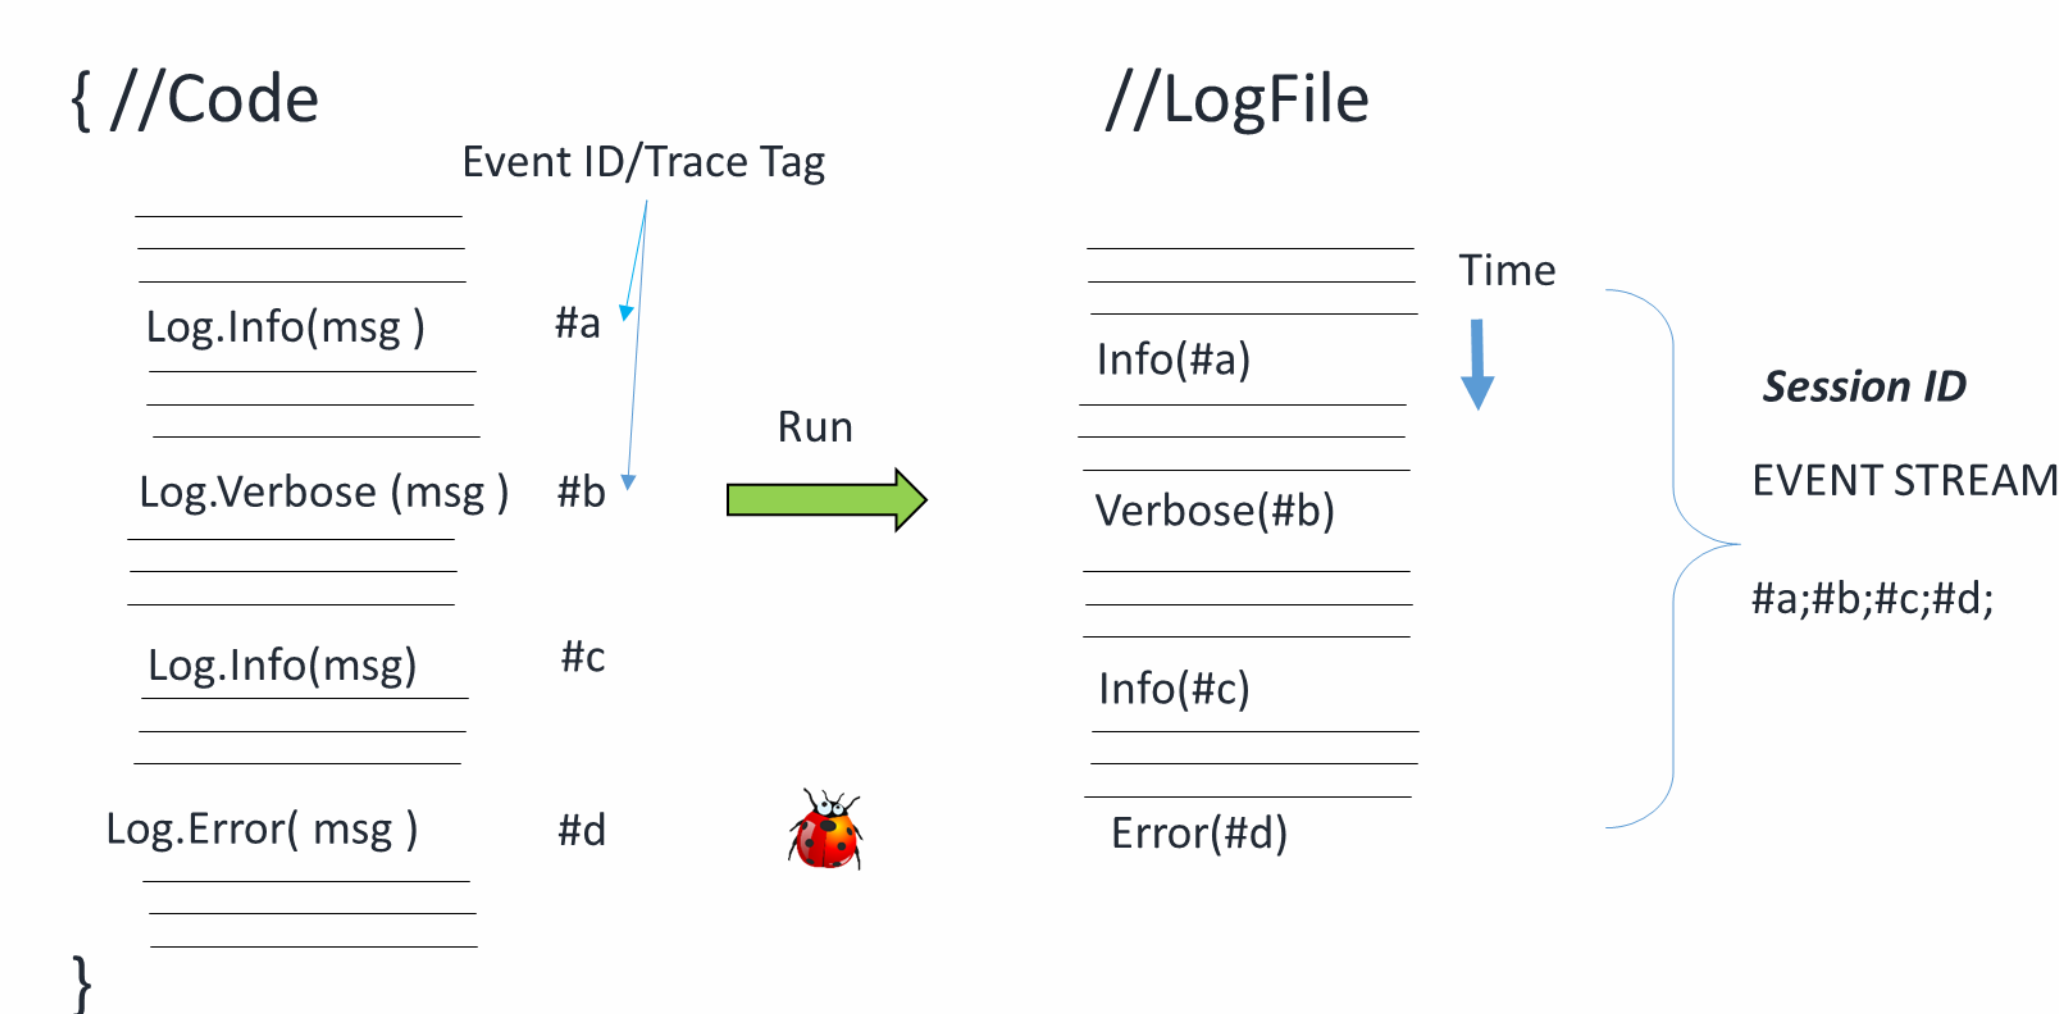 { //Code
Event ID/Trace Tag
Log.Info(msg ) #a
Log.Verbose (msg ) #b
Log.Info(msg) #c
Log.Error( msg ) #d
}
Run
//LogFile
Time
Info(#a)
Verbose(#b)
Info(#c)
Error(#d)
Session ID
EVENT STREAM
#a;#b;#c;#d;